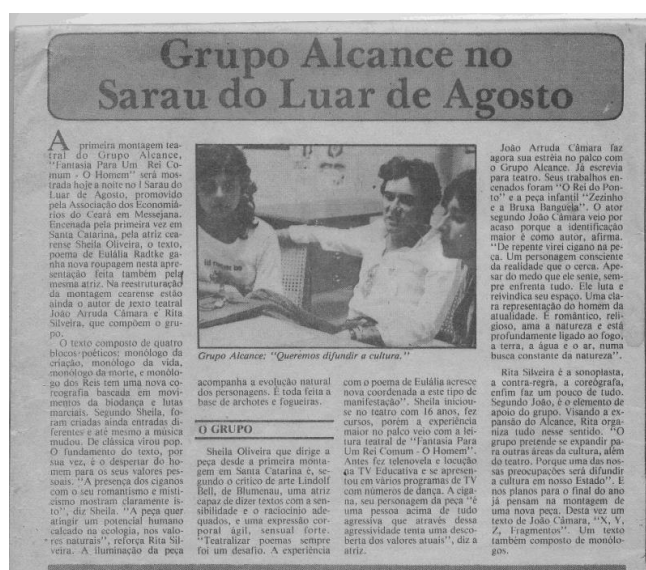 Grupo Alcance no
Sarau do Luar de Agosto
A primeira montagem tea-
tral do Grupo Alcance,
"Fantasia Para Um Rei Co-
mum - O Homem" será mos-
trada hoje a noite no I Sarau do
Luar de Agosto, promovido
pela Associação dos Economiá-
rios do Ceará em Messejana.
Encenada pela primeira vez em
Santa Catarina, pela atriz cea-
rense Sheila Oliveira, o texto,
poema de Eulália Radtke ga-
nha nova roupagem nesta apre-
sentação feita também pela
mesma atriz. Na reestruturação
da montagem cearense estão
ainda o autor de texto teatral
João Arruda Câmara e Rita
Silveira, que compõem o gru-
po.
O texto composto de quatro
blocos poéticos: monólogo da
criação, monólogo da vida,
monólogo da morte, e monólo-
go dos Reis tem uma nova co-
reografia baseada em movi-
mentos da biodança e lutas
marciais. Segundo Sheila, fo-
ram criadas ainda entradas di-
ferentes e até mesmo a música
mudou. De clássica virou pop.
O fundamento do texto, por
sua vez, é o despertar do ho-
mem para os seus valores pes-
soais. "A presença dos ciganos
com o seu romantismo e misti-
cismo mostram claramente is-
to", diz Sheila. "A peça quer
atingir um potencial humano
calcado na ecologia, nos valo-
res naturais", reforça Rita Sil-
veira. A iluminação da peça
Grupo Alcance: "Queremos difundir a cultura."
acompanha a evolução natural
dos personagens. É toda feita a
base de archotes e fogueiras.
O GRUPO
Sheila Oliveira que dirige a
peça desde a primeira monta-
gem em Santa Catarina é, se-
gundo o crítico de arte Lindolf
Bell, de Blumenau, uma atriz
capaz de dizer textos com a sen-
sibilidade e o raciocínio ade-
quados, e uma expressão cor-
poral ágil, sensual forte.
"Teatralizar poemas sempre
foi um desafio. A experiência
com o poema de Eulália acresce
nova coordenada a este tipo de
manifestação". Sheila iniciou-
se no teatro com 16 anos, fez
cursos, porém a experiência
maior no palco veio com a lei-
tura teatral de "Fantasia Para
Um Rei Comum - O Homem".
Antes fez telenovela e locução
na TV Educativa e se apresen-
tou em vários programas de TV
com números de dança. A ciga-
na, seu personagem da peça "é
uma pessoa acima de tudo
agressiva que através dessa
agressividade tenta uma desco-
berta dos valores atuais", diz a
atriz.
João Arruda Câmara faz
agora sua estréia no palco com
o Grupo Alcance. Já escrevia
para teatro. Seus trabalhos en-
cenados foram "O Rei do Pon-
to" e a peça infantil "Zezinho
e a Bruxa Banguela". O ator
segundo João Câmara veio por
acaso porque a identificação
maior é como autor, afirma.
"De repente virei cigano na pe-
ça. Um personagem consciente
da realidade que o cerca. Ape-
sar do medo que ele sente, sem-
pre enfrenta tudo. Ele luta e
reivindica seu espaço. Uma cla-
ra representação do homem da
atualidade. É romântico, reli-
gioso, ama a natureza e está
profundamente ligado ao fogo,
a terra, a água e o ar, numa
busca constante da natureza".
Rita Silveira é a sonoplasta,
a contra-regra, a coreógrafa,
enfim faz um pouco de tudo.
Segundo João, é o elemento de
apoio do grupo. Visando a ex-
pansão do Alcance, Rita orga-
niza tudo nesse sentido. "O
grupo pretende se expandir pa-
ra outras áreas da cultura, além
do teatro. Porque uma das nos-
sas preocupações será difundir
a cultura em nosso Estado". E
nos planos para o final do ano
já pensam na montagem de
uma nova peça. Desta vez um
texto de João Câmara, "X, Y,
Z, Fragmentos". Um texto
também composto de monólo-
gos.